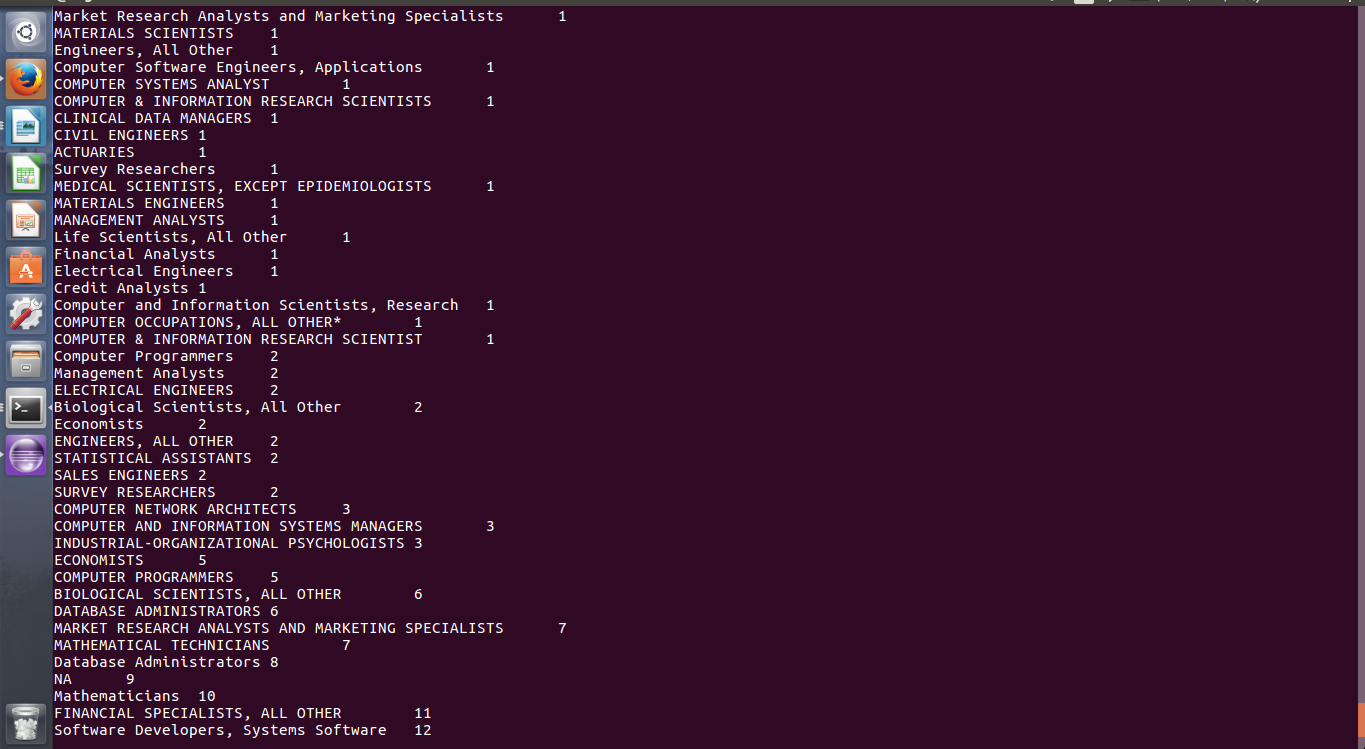 Market Research Analysts and Marketing Specialists 1
MATERIALS SCIENTISTS 1
Engineers, All Other 1
Computer Software Engineers, Applications 1
COMPUTER SYSTEMS ANALYST 1
COMPUTER & INFORMATION RESEARCH SCIENTISTS 1
CLINICAL DATA MANAGERS 1
CIVIL ENGINEERS 1
ACTUARIES 1
Survey Researchers 1
MEDICAL SCIENTISTS, EXCEPT EPIDEMIOLOGISTS 1
MATERIALS ENGINEERS 1
MANAGEMENT ANALYSTS 1
Life Scientists, All Other 1
Financial Analysts 1
Electrical Engineers 1
Credit Analysts 1
Computer and Information Scientists, Research 1
COMPUTER OCCUPATIONS, ALL OTHER* 1
COMPUTER & INFORMATION RESEARCH SCIENTIST 1
Computer Programmers 2
Management Analysts 2
ELECTRICAL ENGINEERS 2
Biological Scientists, All Other 2
Economists 2
ENGINEERS, ALL OTHER 2
STATISTICAL ASSISTANTS 2
SALES ENGINEERS 2
SURVEY RESEARCHERS 2
COMPUTER NETWORK ARCHITECTS 3
COMPUTER AND INFORMATION SYSTEMS MANAGERS 3
INDUSTRIAL-ORGANIZATIONAL PSYCHOLOGISTS 3
ECONOMISTS 5
COMPUTER PROGRAMMERS 5
BIOLOGICAL SCIENTISTS, ALL OTHER 6
DATABASE ADMINISTRATORS 6
MARKET RESEARCH ANALYSTS AND MARKETING SPECIALISTS 7
MATHEMATICAL TECHNICIANS 7
Database Administrators 8
NA 9
Mathematicians 10
FINANCIAL SPECIALISTS, ALL OTHER 11
Software Developers, Systems Software 12